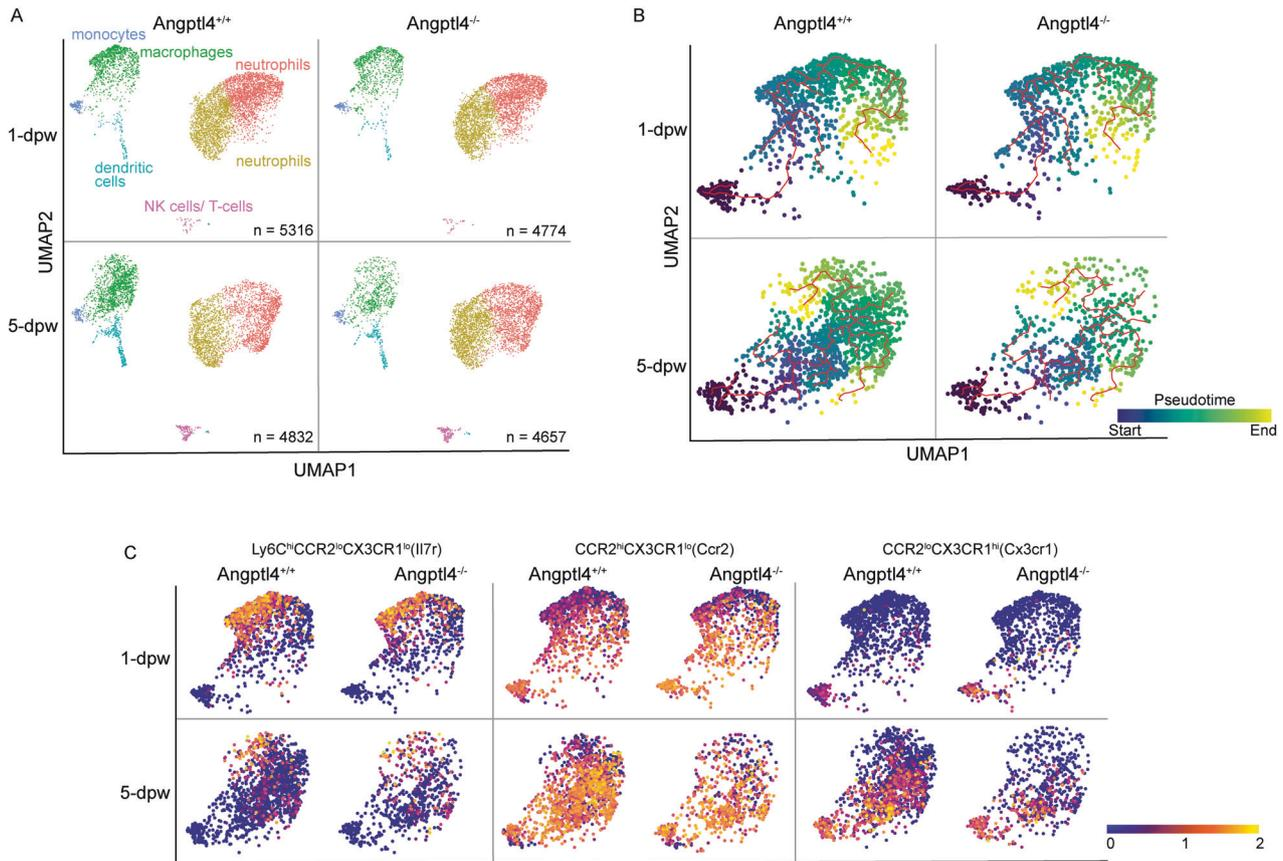 A
Angptl4+/+
Angptl4-/-
monocytes
macrophages
neutrophils
1-dpw
neutrophils
dendritic
cells
NK cells/ T-cells
n = 5316
n = 4774
UMAP2
5-dpw
n = 4832
n = 4657
UMAP1
B
Angptl4+/+
Angptl4-/-
1-dpw
UMAP2
5-dpw
Pseudotime
Start
End
UMAP1
C
Ly6ChiCCR2loCX3CR1lo(Il7r)
CCR2hiCX3CR1lo(Ccr2)
CCR2loCX3CR1hi(Cx3cr1)
Angptl4+/+
Angptl4-/-
Angptl4+/+
Angptl4-/-
Angptl4+/+
Angptl4-/-
1-dpw
5-dpw
0
1
2